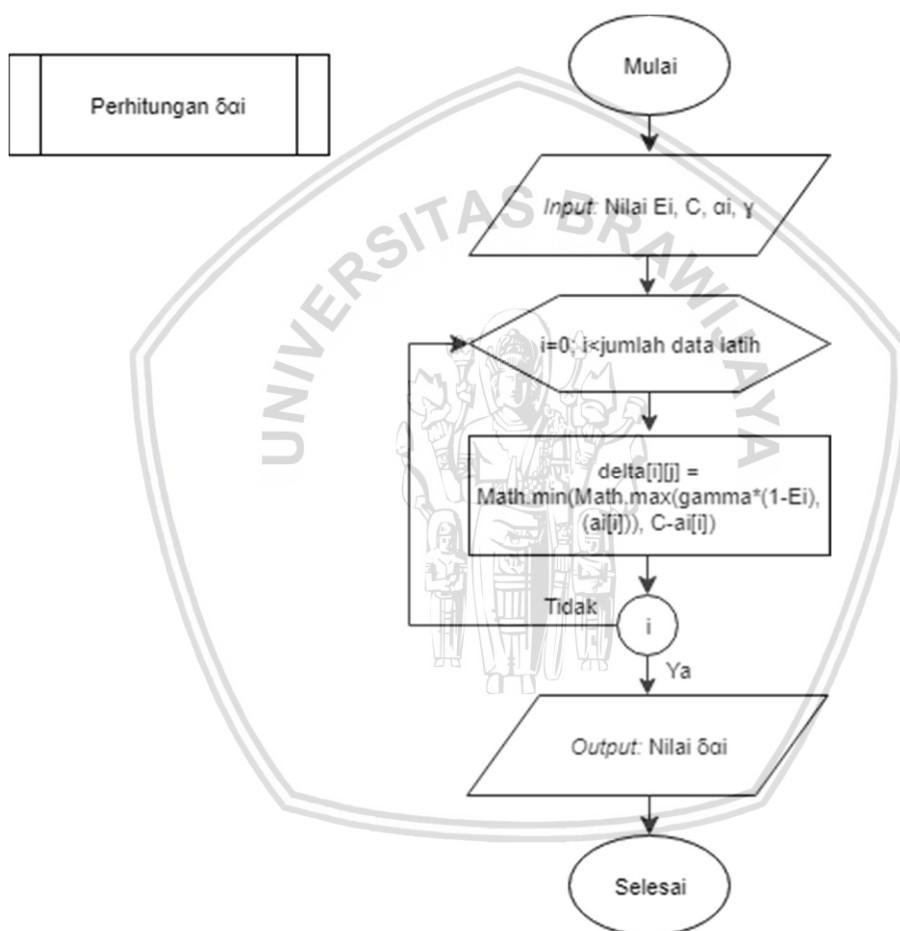 Perhitungan δαi
Mulai
Input: Nilai Ei, C, αi, γ
UNIVERSITAS BRAWIJAYA
i=0; i<jumlah data latih
delta[i][j] =
Math.min(Math.max(gamma*(1-Ei),
(ai[i])), C-ai[i])
Tidak
i
Ya
Output: Nilai δαi
Selesai